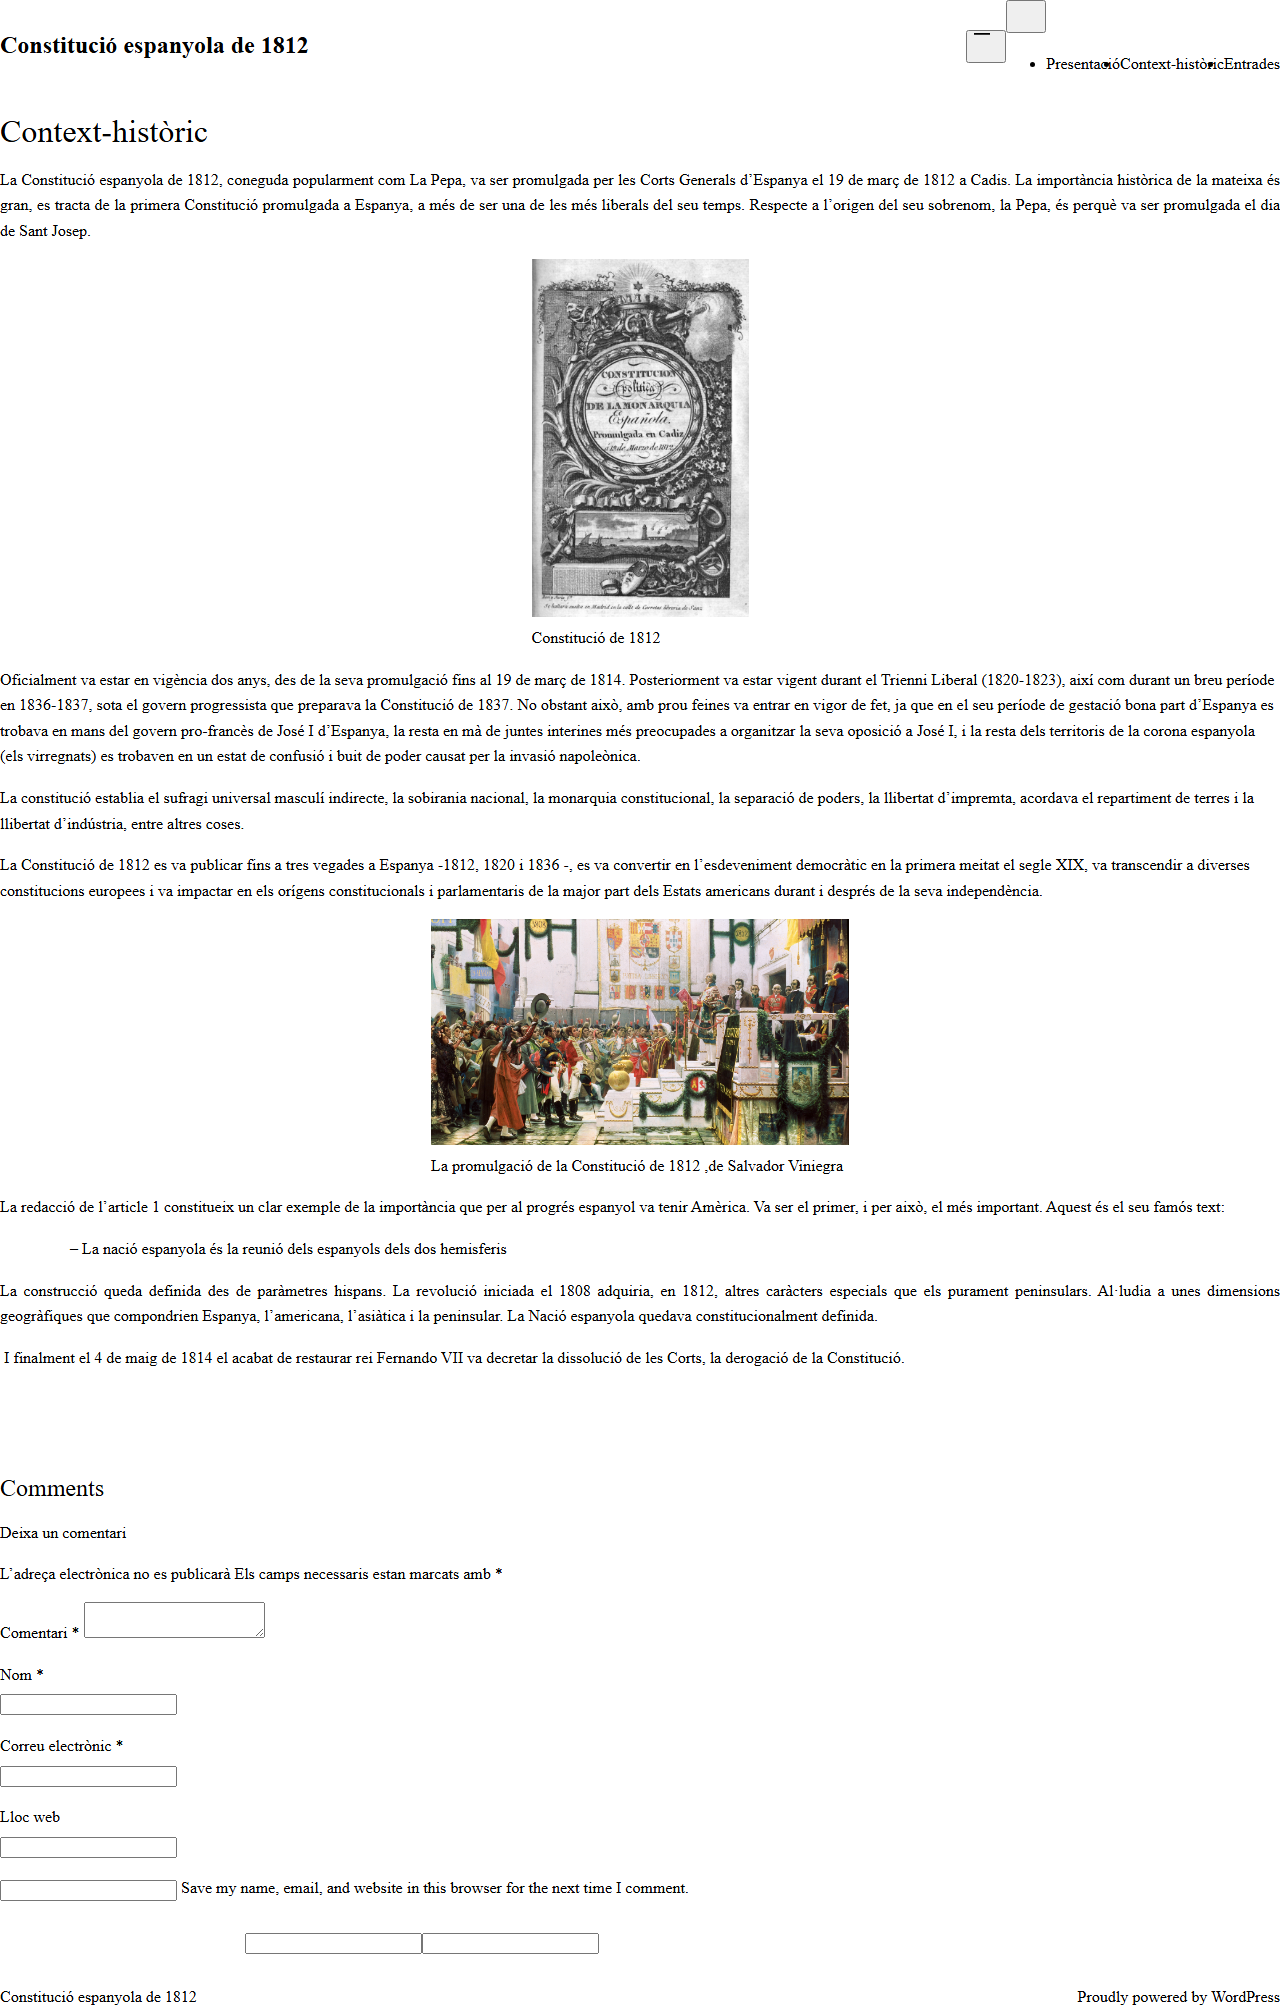 Constitució espanyola de 1812
Presentació
Context-històric
Entrades
Context-històric
La Constitució espanyola de 1812, coneguda popularment com La Pepa, va ser promulgada per les Corts Generals d’Espanya el 19 de març de 1812 a Cadis. La importància històrica de la mateixa és
gran, es tracta de la primera Constitució promulgada a Espanya, a més de ser una de les més liberals del seu temps. Respecte a l’origen del seu sobrenom, la Pepa, és perquè va ser promulgada el dia
de Sant Josep.
CONSTITUCION
politica
DE LA MONARQUIA
Española.
Promulgada en Cadiz
á 19 de Marzo de 1812
Constitució de 1812
Oficialment va estar en vigència dos anys, des de la seva promulgació fins al 19 de març de 1814. Posteriorment va estar vigent durant el Trienni Liberal (1820-1823), així com durant un breu període
en 1836-1837, sota el govern progressista que preparava la Constitució de 1837. No obstant això, amb prou feines va entrar en vigor de fet, ja que en el seu període de gestació bona part d’Espanya es
trobava en mans del govern pro-francès de José I d’Espanya, la resta en mà de juntes interines més preocupades a organitzar la seva oposició a José I, i la resta dels territoris de la corona espanyola
(els virregnats) es trobaven en un estat de confusió i buit de poder causat per la invasió napoleònica.
La constitució establia el sufragi universal masculí indirecte, la sobirania nacional, la monarquia constitucional, la separació de poders, la llibertat d’impremta, acordava el repartiment de terres i la
llibertat d’indústria, entre altres coses.
La Constitució de 1812 es va publicar fins a tres vegades a Espanya -1812, 1820 i 1836 -, es va convertir en l’esdeveniment democràtic en la primera meitat el segle XIX, va transcendir a diverses
constitucions europees i va impactar en els orígens constitucionals i parlamentaris de la major part dels Estats americans durant i després de la seva independència.
La promulgació de la Constitució de 1812 ,de Salvador Viniegra
La redacció de l’article 1 constitueix un clar exemple de la importància que per al progrés espanyol va tenir Amèrica. Va ser el primer, i per això, el més important. Aquest és el seu famós text:
– La nació espanyola és la reunió dels espanyols dels dos hemisferis
La construcció queda definida des de paràmetres hispans. La revolució iniciada el 1808 adquiria, en 1812, altres caràcters especials que els purament peninsulars. Al·ludia a unes dimensions
geogràfiques que compondrien Espanya, l’americana, l’asiàtica i la peninsular. La Nació espanyola quedava constitucionalment definida.
I finalment el 4 de maig de 1814 el acabat de restaurar rei Fernando VII va decretar la dissolució de les Corts, la derogació de la Constitució.
Comments
Deixa un comentari
L’adreça electrònica no es publicarà Els camps necessaris estan marcats amb *
Comentari *
Nom *
Correu electrònic *
Lloc web
Save my name, email, and website in this browser for the next time I comment.
Constitució espanyola de 1812
Proudly powered by WordPress